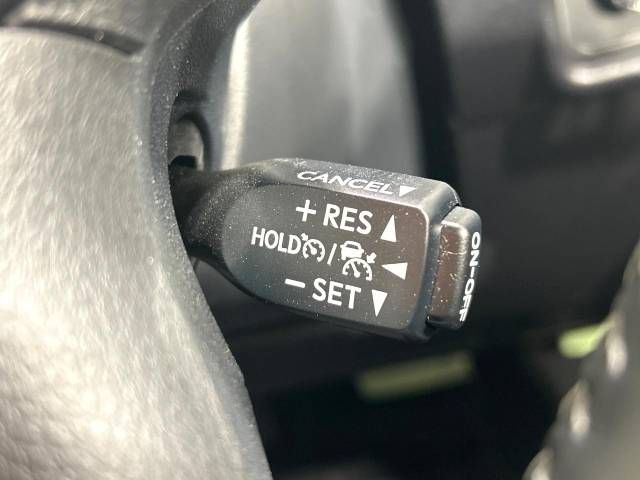 CANCEL▼
+ RES ▲
HOLD / ◀
− SET ▼
ON-OFF